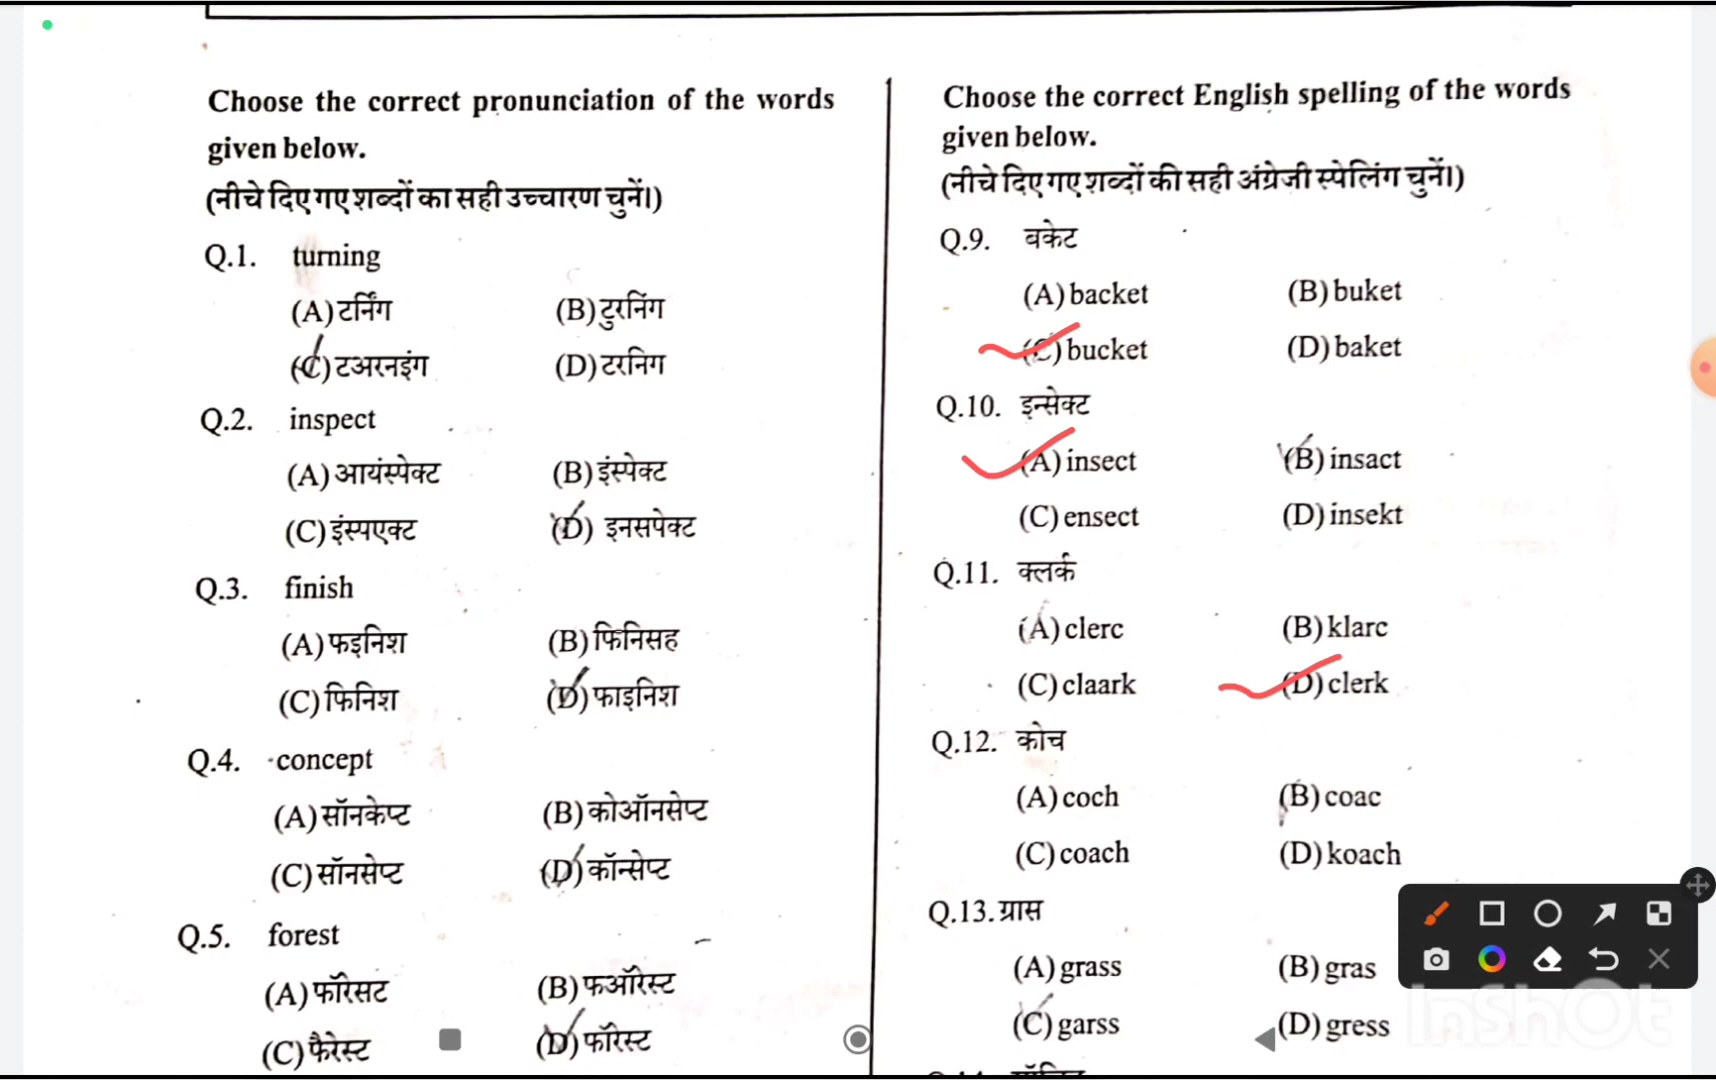 Choose the correct pronunciation of the words
given below.
(नीचे दिए गए शब्दों का सही उच्चारण चुनें।)
Q.1. turning
(A) टर्निंग (B) टुरनिंग
(C) टअरनइंग (D) टरनिग
Q.2. inspect
(A) आयंस्पेक्ट (B) इंस्पेक्ट
(C) इंस्पएक्ट (D) इनसपेक्ट
Q.3. finish
(A) फइनिश (B) फिनिसह
(C) फिनिश (D) फाइनिश
Q.4. concept
(A) सॉनकेप्ट (B) कोऑनसेप्ट
(C) सॉनसेप्ट (D) कॉन्सेप्ट
Q.5. forest
(A) फॉरेसट (B) फऑरेस्ट
(C) फैरेस्ट (D) फॉरेस्ट
Choose the correct English spelling of the words
given below.
(नीचे दिए गए शब्दों की सही अंग्रेजी स्पेलिंग चुनें।)
Q.9. बकेट
(A) backet (B) buket
(C) bucket (D) baket
Q.10. इन्सेक्ट
(A) insect (B) insact
(C) ensect (D) insekt
Q.11. क्लर्क
(A) clerc (B) klarc
(C) claark (D) clerk
Q.12. कोच
(A) coch (B) coac
(C) coach (D) koach
Q.13. ग्रास
(A) grass (B) gras
(C) garss (D) gress
InShOt